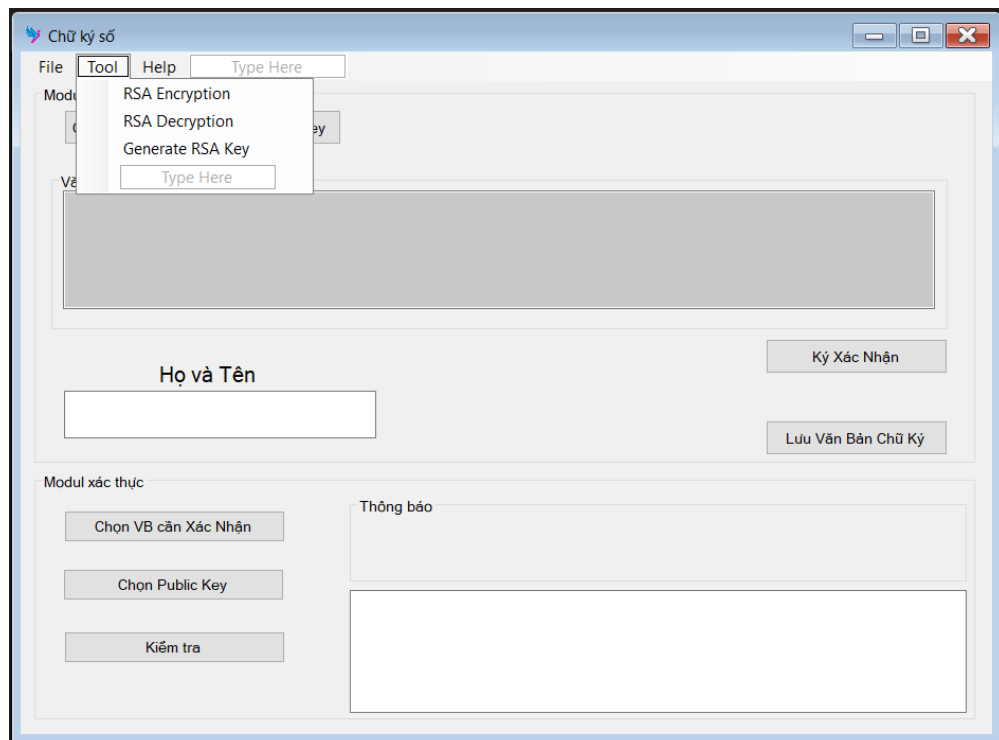 Chữ ký số
File Tool Help Type Here
RSA Encryption
RSA Decryption
Generate RSA Key
Type Here
Họ và Tên
Ký Xác Nhận
Lưu Văn Bản Chữ Ký
Modul xác thực
Chọn VB cần Xác Nhận
Thông báo
Chọn Public Key
Kiểm tra